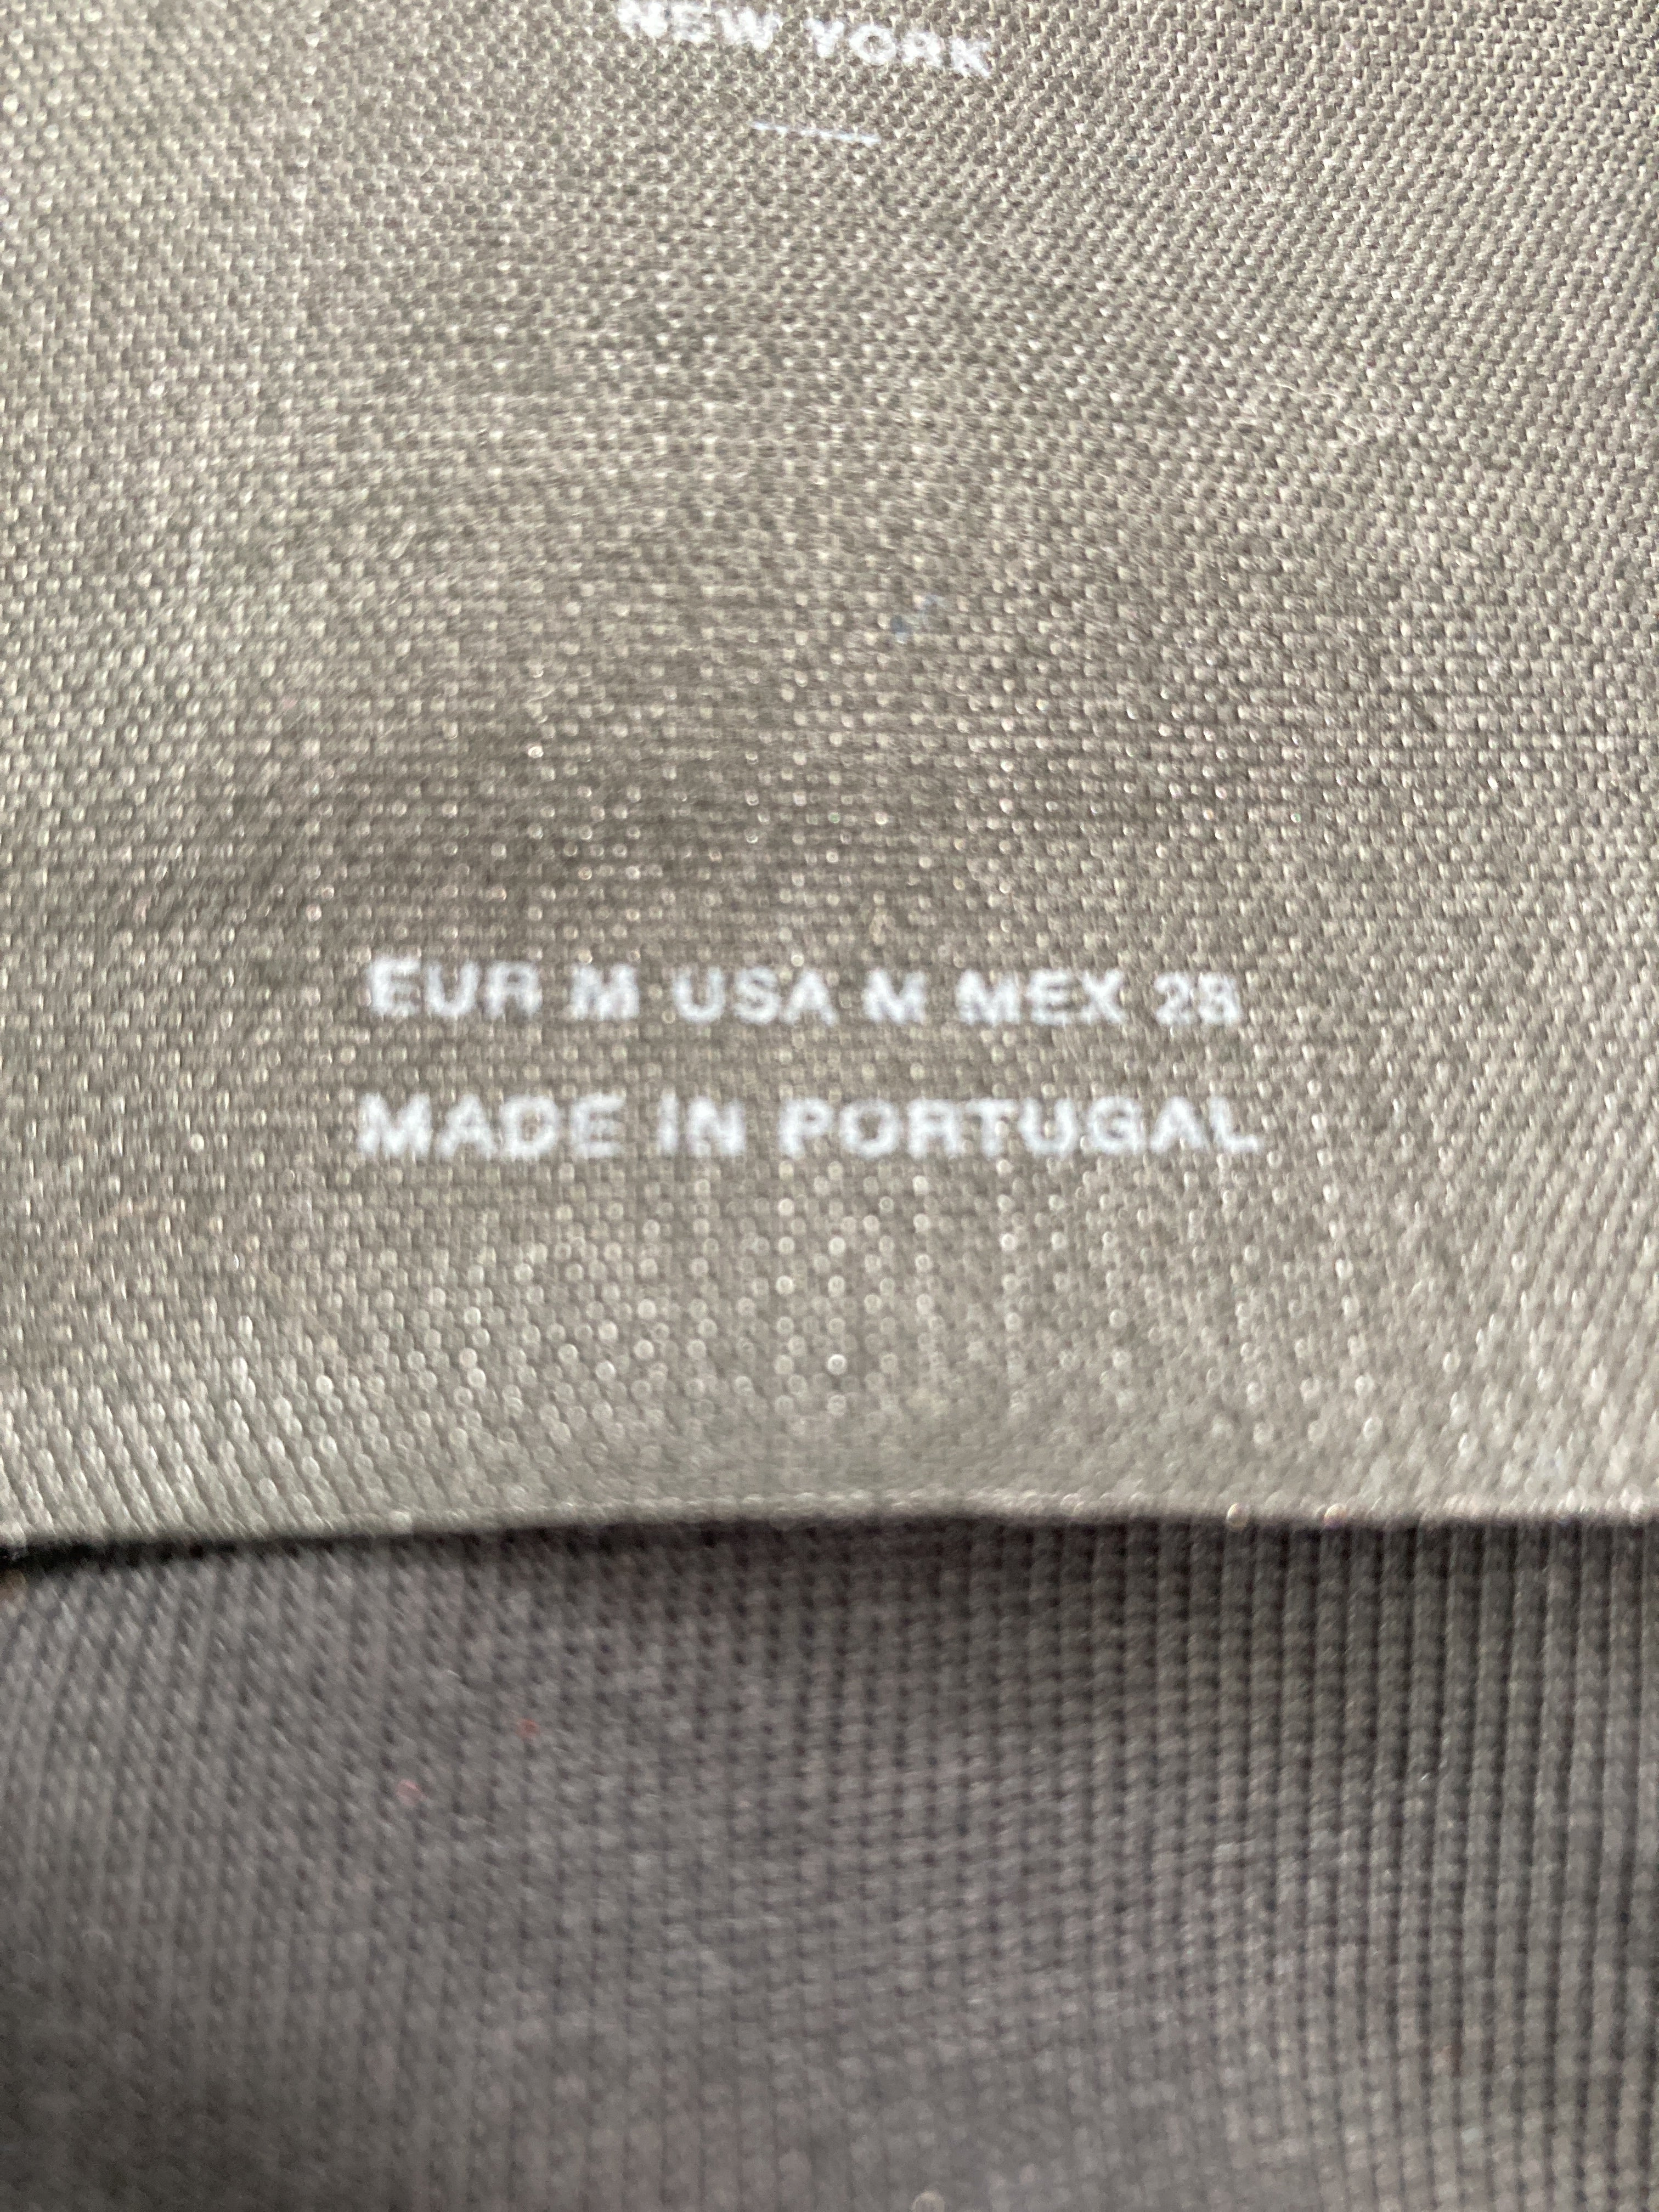 NEW YORK
EUR M USA M MEX 28
MADE IN PORTUGAL